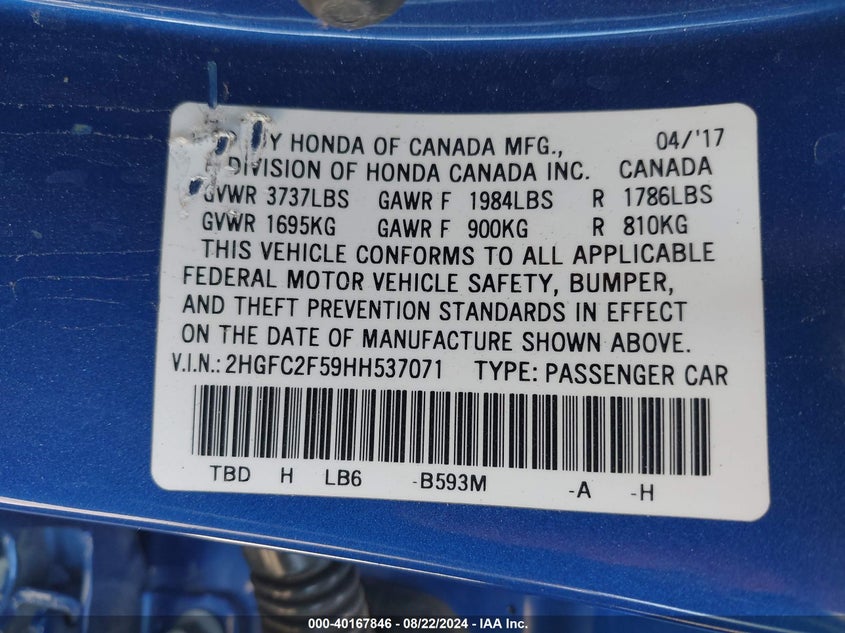 Y HONDA OF CANADA MFG., 04/'17
DIVISION OF HONDA CANADA INC. CANADA
GVWR 3737LBS GAWR F 1984LBS R 1786LBS
GVWR 1695KG GAWR F 900KG R 810KG
THIS VEHICLE CONFORMS TO ALL APPLICABLE
FEDERAL MOTOR VEHICLE SAFETY, BUMPER,
AND THEFT PREVENTION STANDARDS IN EFFECT
ON THE DATE OF MANUFACTURE SHOWN ABOVE.
V.I.N.: 2HGFC2F59HH537071 TYPE: PASSENGER CAR
TBD H LB6 -B593M -A -H
000-40167846 - 08/22/2024 - IAA Inc.